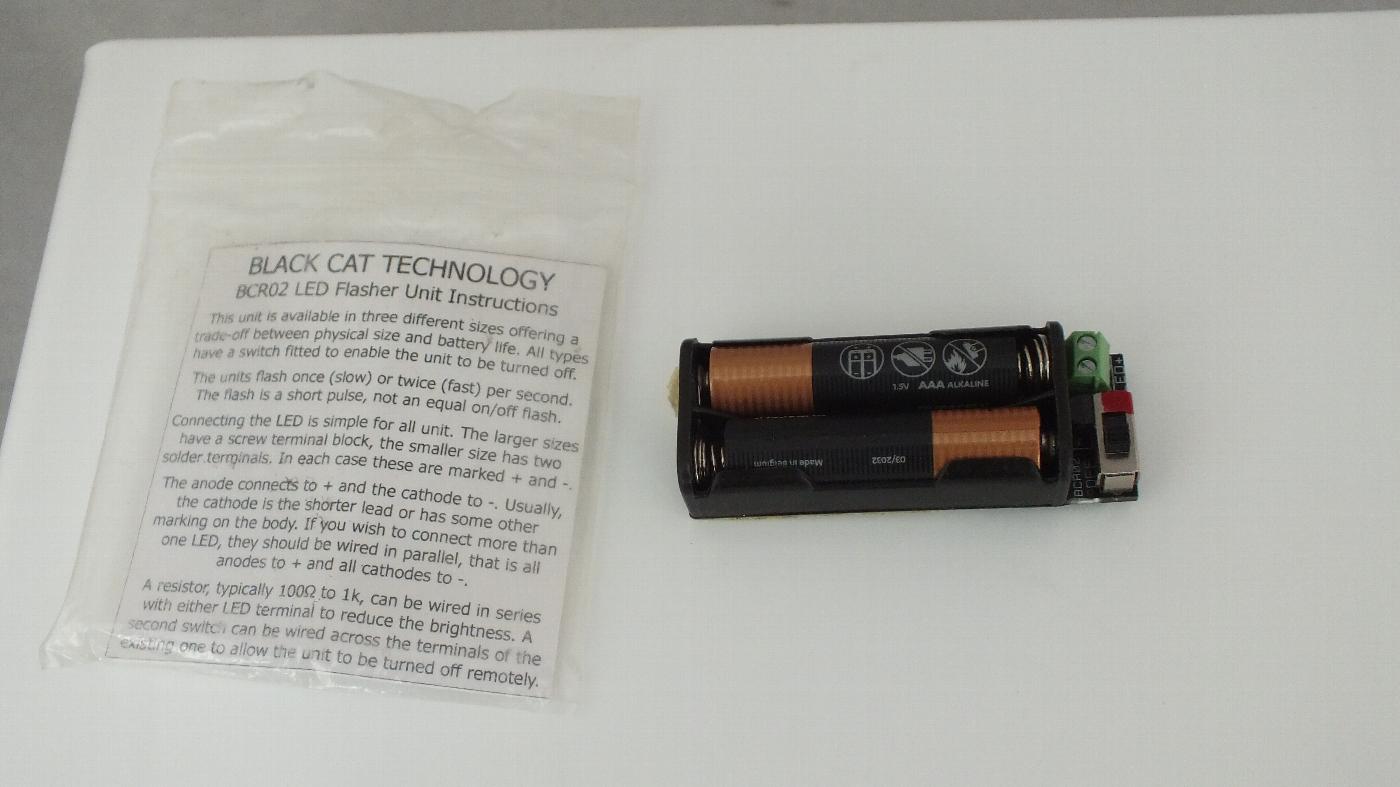 BLACK CAT TECHNOLOGY
BCR02 LED Flasher Unit Instructions
This unit is available in three different sizes offering a
trade-off between physical size and battery life. All types
have a switch fitted to enable the unit to be turned off.
The units flash once (slow) or twice (fast) per second.
The flash is a short pulse, not an equal on/off flash.
Connecting the LED is simple for all unit. The larger sizes
have a screw terminal block, the smaller size has two
solder terminals. In each case these are marked + and -.
The anode connects to + and the cathode to -. Usually,
the cathode is the shorter lead or has some other
marking on the body. If you wish to connect more than
one LED, they should be wired in parallel, that is all
anodes to + and all cathodes to -.
A resistor, typically 100Ω to 1k, can be wired in series
with either LED terminal to reduce the brightness. A
second switch can be wired across the terminals of the
existing one to allow the unit to be turned off remotely.
1.5V AAA ALKALINE
Made in Belgium 03/2032
BCR02